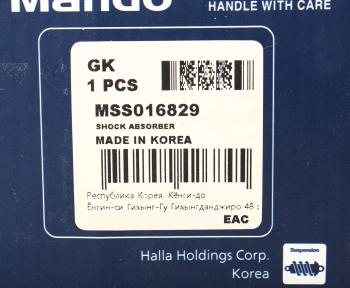 Mando
HANDLE WITH CARE
GK
1 PCS
MSS016829
SHOCK ABSORBER
MADE IN KOREA
Республика Корея, Кёнги-до
Ёнгин-си Гихынг-Гу Гихынгданджиро 46 :
EAC
Halla Holdings Corp.
Korea
Suspension